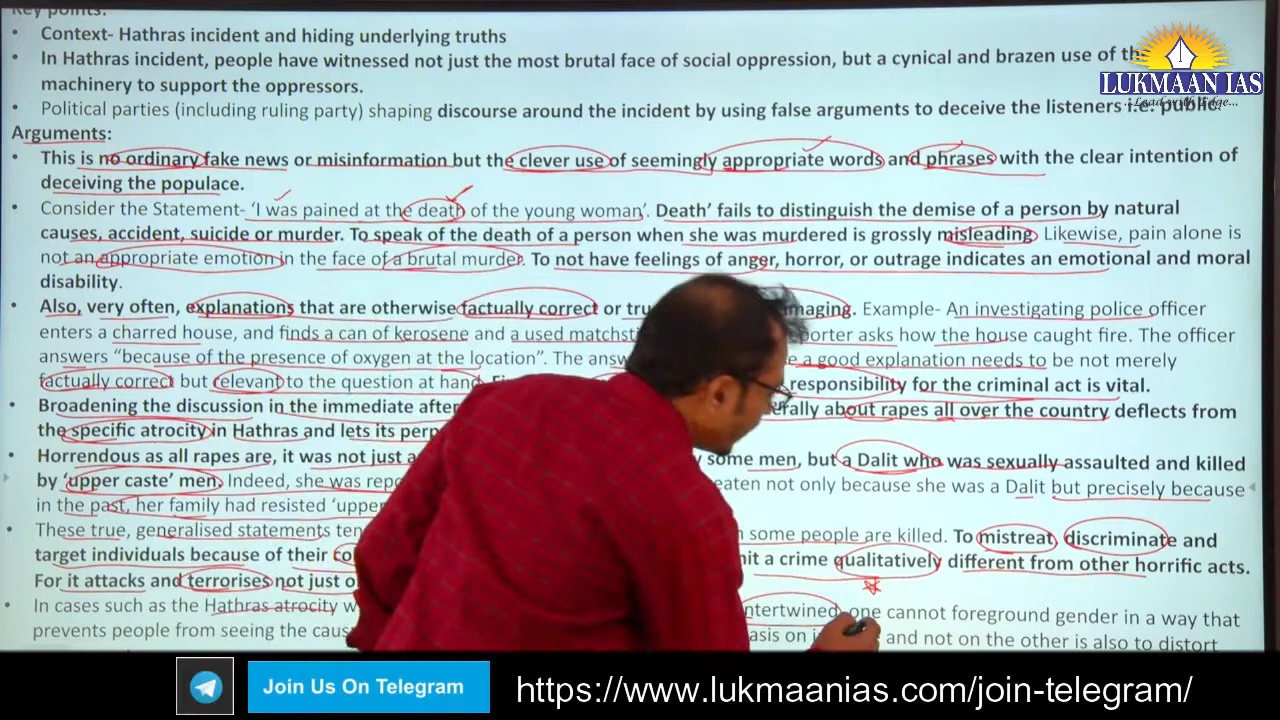 Key points:
• Context- Hathras incident and hiding underlying truths
• In Hathras incident, people have witnessed not just the most brutal face of social oppression, but a cynical and brazen use of the
machinery to support the oppressors.
LUKMAAN IAS
...Lead with Edge...
• Political parties (including ruling party) shaping discourse around the incident by using false arguments to deceive the listeners i.e. public.
Arguments:
• This is no ordinary fake news or misinformation but the clever use of seemingly appropriate words and phrases with the clear intention of
deceiving the populace.
• Consider the Statement- ‘I was pained at the death of the young woman’. Death’ fails to distinguish the demise of a person by natural
causes, accident, suicide or murder. To speak of the death of a person when she was murdered is grossly misleading. Likewise, pain alone is
not an appropriate emotion in the face of a brutal murder. To not have feelings of anger, horror, or outrage indicates an emotional and moral
disability.
• Also, very often, explanations that are otherwise factually correct or maging. Example- An investigating police officer
enters a charred house, and finds a can of kerosene and a used porter asks how the house caught fire. The officer
answers “because of the presence of oxygen at the location”. The a good explanation needs to be not merely
factually correct but relevant to the question at hand. responsibility for the criminal act is vital.
• Broadening the discussion in the immediate rally about rapes all over the country deflects from
the specific atrocity in Hathras and lets its
• Horrendous as all rapes are, it was not just some men, but a Dalit who was sexually assaulted and killed
by ‘upper caste’ men. Indeed, she was eaten not only because she was a Dalit but precisely because
in the past, her family had resisted ‘upper
• These true, generalised statements some people are killed. To mistreat, discriminate and
target individuals because of their a crime qualitatively different from other horrific acts.
For it attacks and terrorises not just
• In cases such as the Hathras atrocity ntertwined, one cannot foreground gender in a way that
prevents people from seeing the asis on and not on the other is also to distort
Join Us On Telegram
https://www.lukmaanias.com/join-telegram/